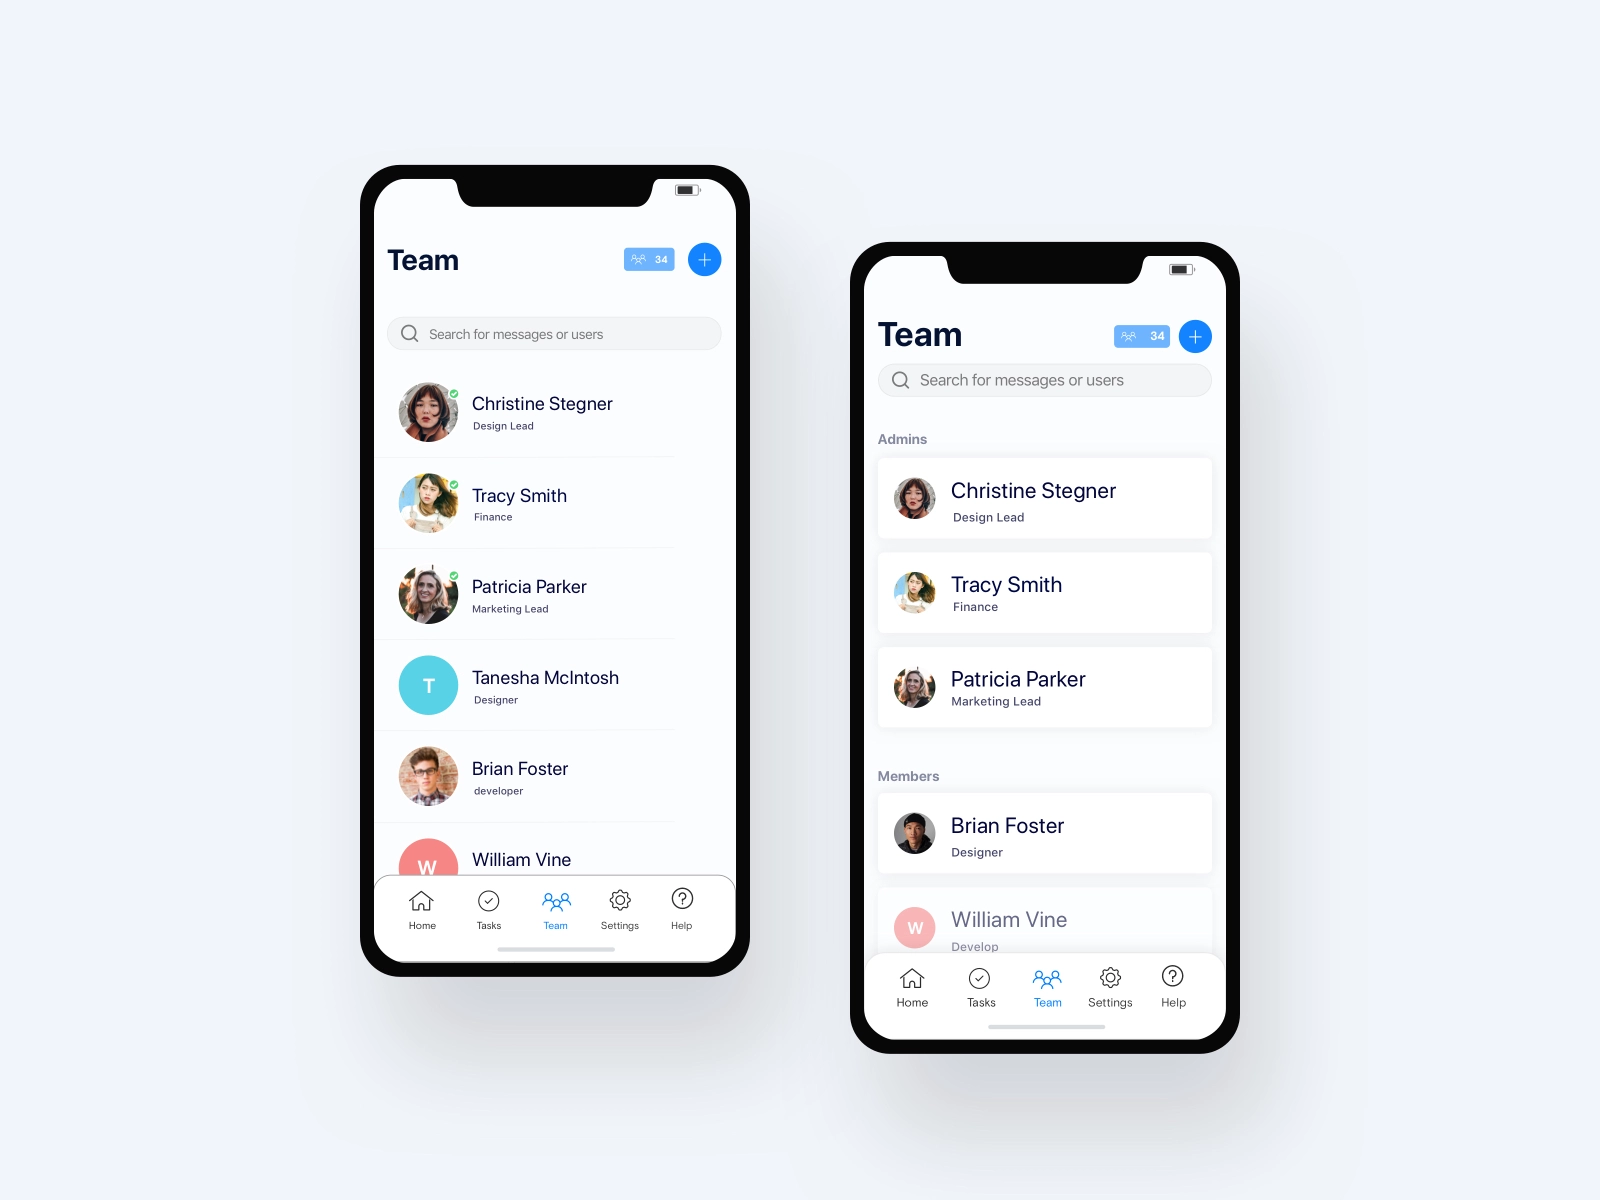 Team
34
Search for messages or users
Christine Stegner
Design Lead
Tracy Smith
Finance
Patricia Parker
Marketing Lead
T
Tanesha McIntosh
Designer
Brian Foster
developer
W
William Vine
Home
Tasks
Team
Settings
Help
Team
34
Search for messages or users
Admins
Christine Stegner
Design Lead
Tracy Smith
Finance
Patricia Parker
Marketing Lead
Members
Brian Foster
Designer
W
William Vine
Develop
Home
Tasks
Team
Settings
Help